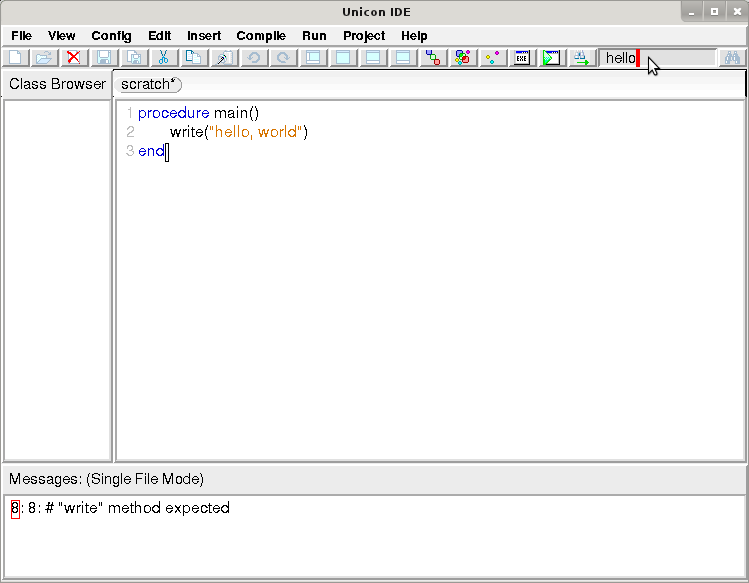 Unicon IDE
File View Config Edit Insert Compile Run Project Help
EXE hello
Class Browser scratch*
1 procedure main()
2 write("hello, world")
3 end
Messages: (Single File Mode)
8: 8: # "write" method expected